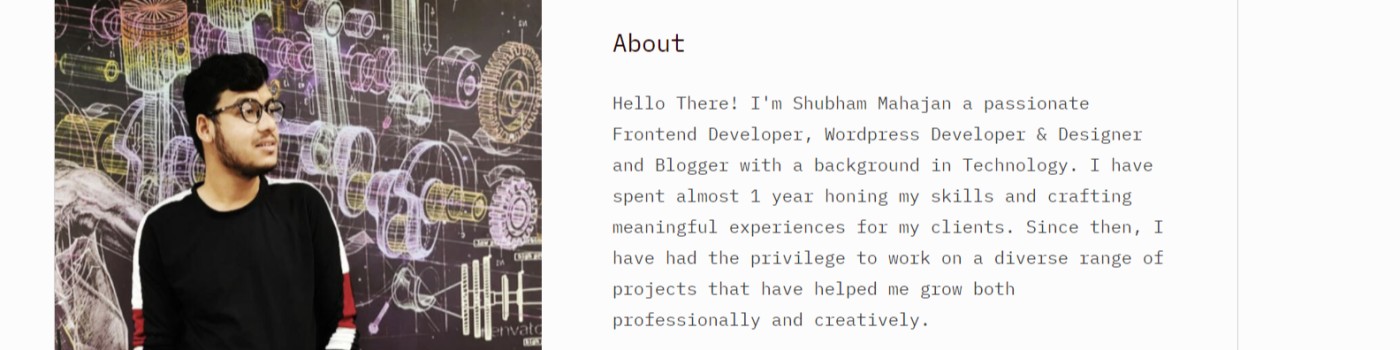 About
Hello There! I'm Shubham Mahajan a passionate
Frontend Developer, Wordpress Developer & Designer
and Blogger with a background in Technology. I have
spent almost 1 year honing my skills and crafting
meaningful experiences for my clients. Since then, I
have had the privilege to work on a diverse range of
projects that have helped me grow both
professionally and creatively.
envato